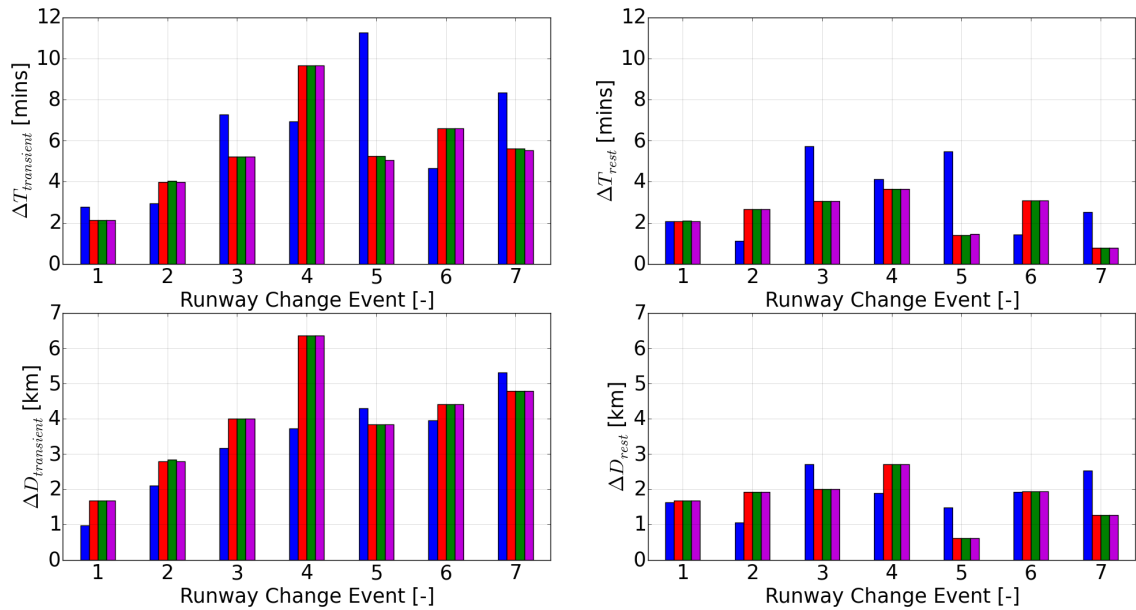 12
10
8
6
4
2
0
ΔT_transient [mins]
1 2 3 4 5 6 7
Runway Change Event [-]
12
10
8
6
4
2
0
ΔT_rest [mins]
1 2 3 4 5 6 7
Runway Change Event [-]
7
6
5
4
3
2
1
0
ΔD_transient [km]
1 2 3 4 5 6 7
Runway Change Event [-]
7
6
5
4
3
2
1
0
ΔD_rest [km]
1 2 3 4 5 6 7
Runway Change Event [-]